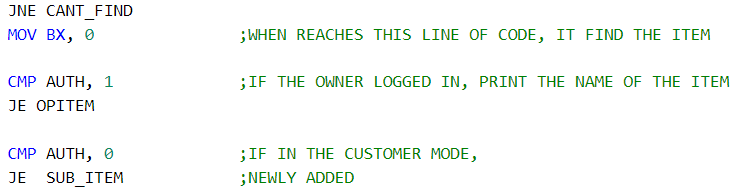 JNE CANT_FIND
MOV BX, 0 ;WHEN REACHES THIS LINE OF CODE, IT FIND THE ITEM
CMP AUTH, 1 ;IF THE OWNER LOGGED IN, PRINT THE NAME OF THE ITEM
JE OPITEM
CMP AUTH, 0 ;IF IN THE CUSTOMER MODE,
JE SUB_ITEM ;NEWLY ADDED